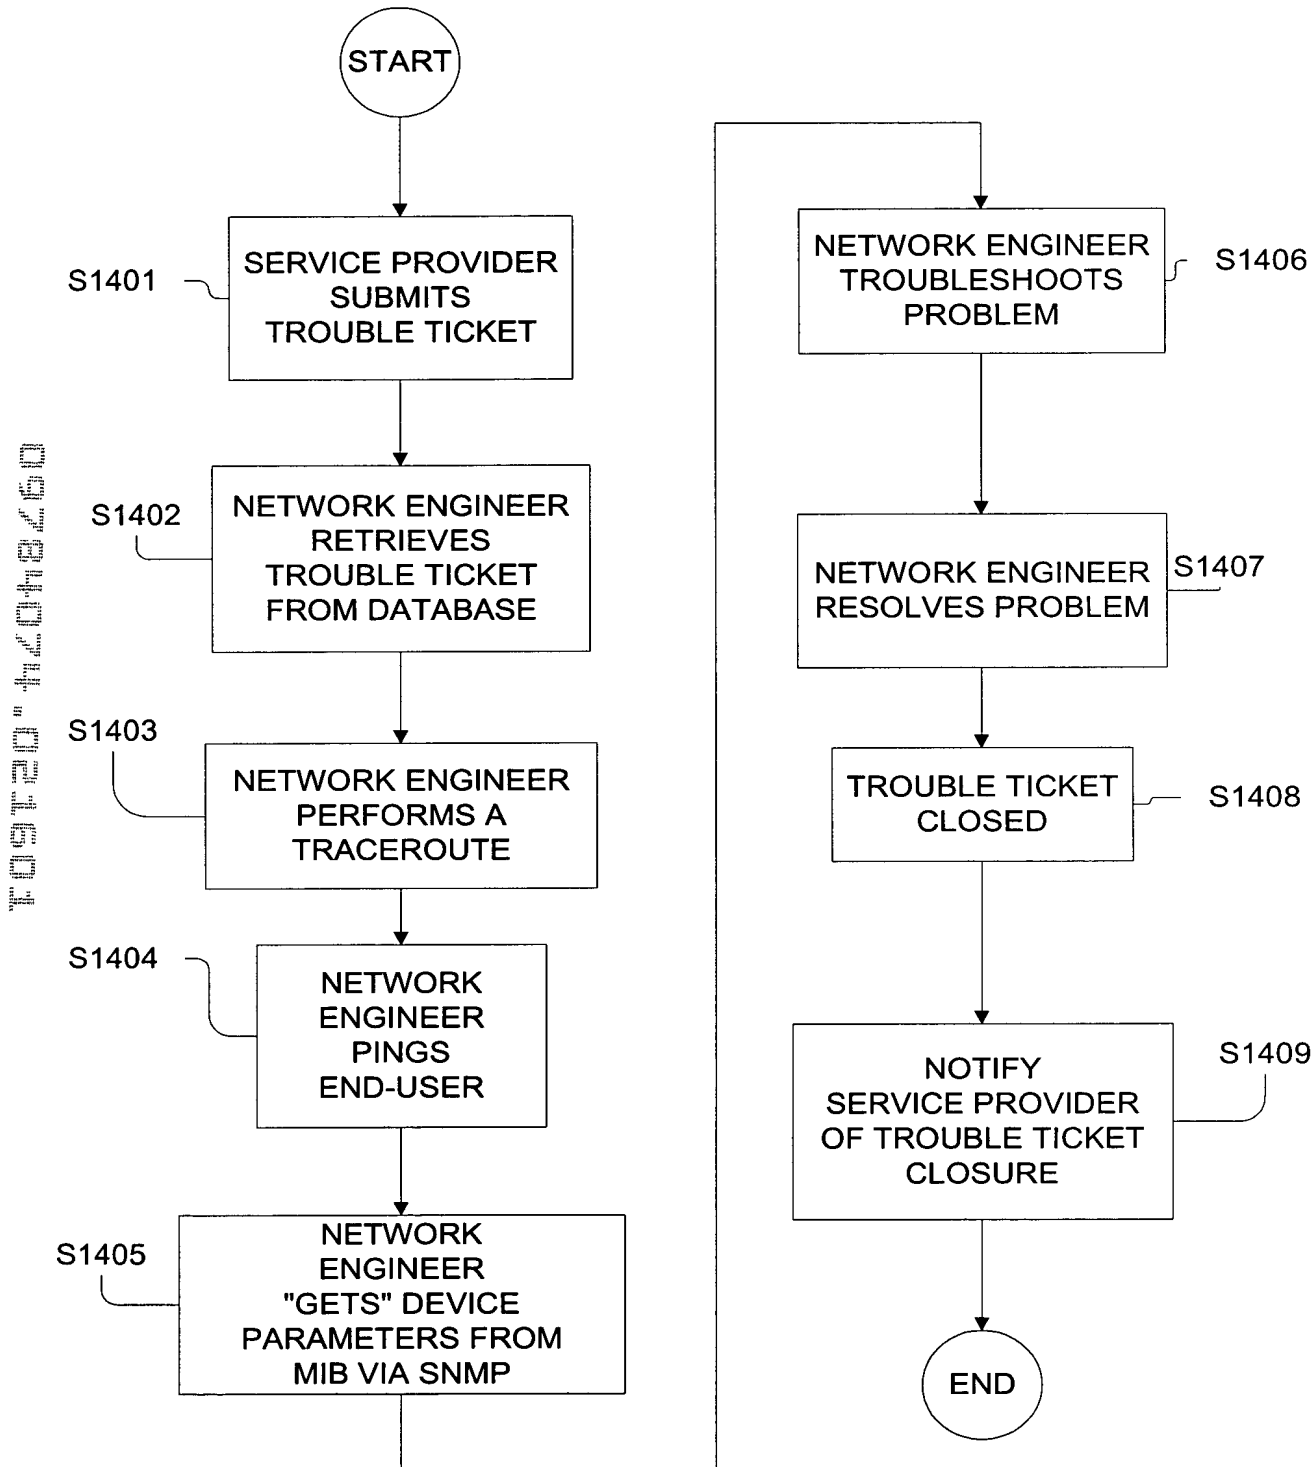 START
S1401
SERVICE PROVIDER
SUBMITS
TROUBLE TICKET
S1402
NETWORK ENGINEER
RETRIEVES
TROUBLE TICKET
FROM DATABASE
S1403
NETWORK ENGINEER
PERFORMS A
TRACEROUTE
S1404
NETWORK
ENGINEER
PINGS
END-USER
S1405
NETWORK
ENGINEER
"GETS" DEVICE
PARAMETERS FROM
MIB VIA SNMP
NETWORK ENGINEER
TROUBLESHOOTS
PROBLEM
S1406
NETWORK ENGINEER
RESOLVES PROBLEM
S1407
TROUBLE TICKET
CLOSED
S1408
NOTIFY
SERVICE PROVIDER
OF TROUBLE TICKET
CLOSURE
S1409
END
09784074.021601